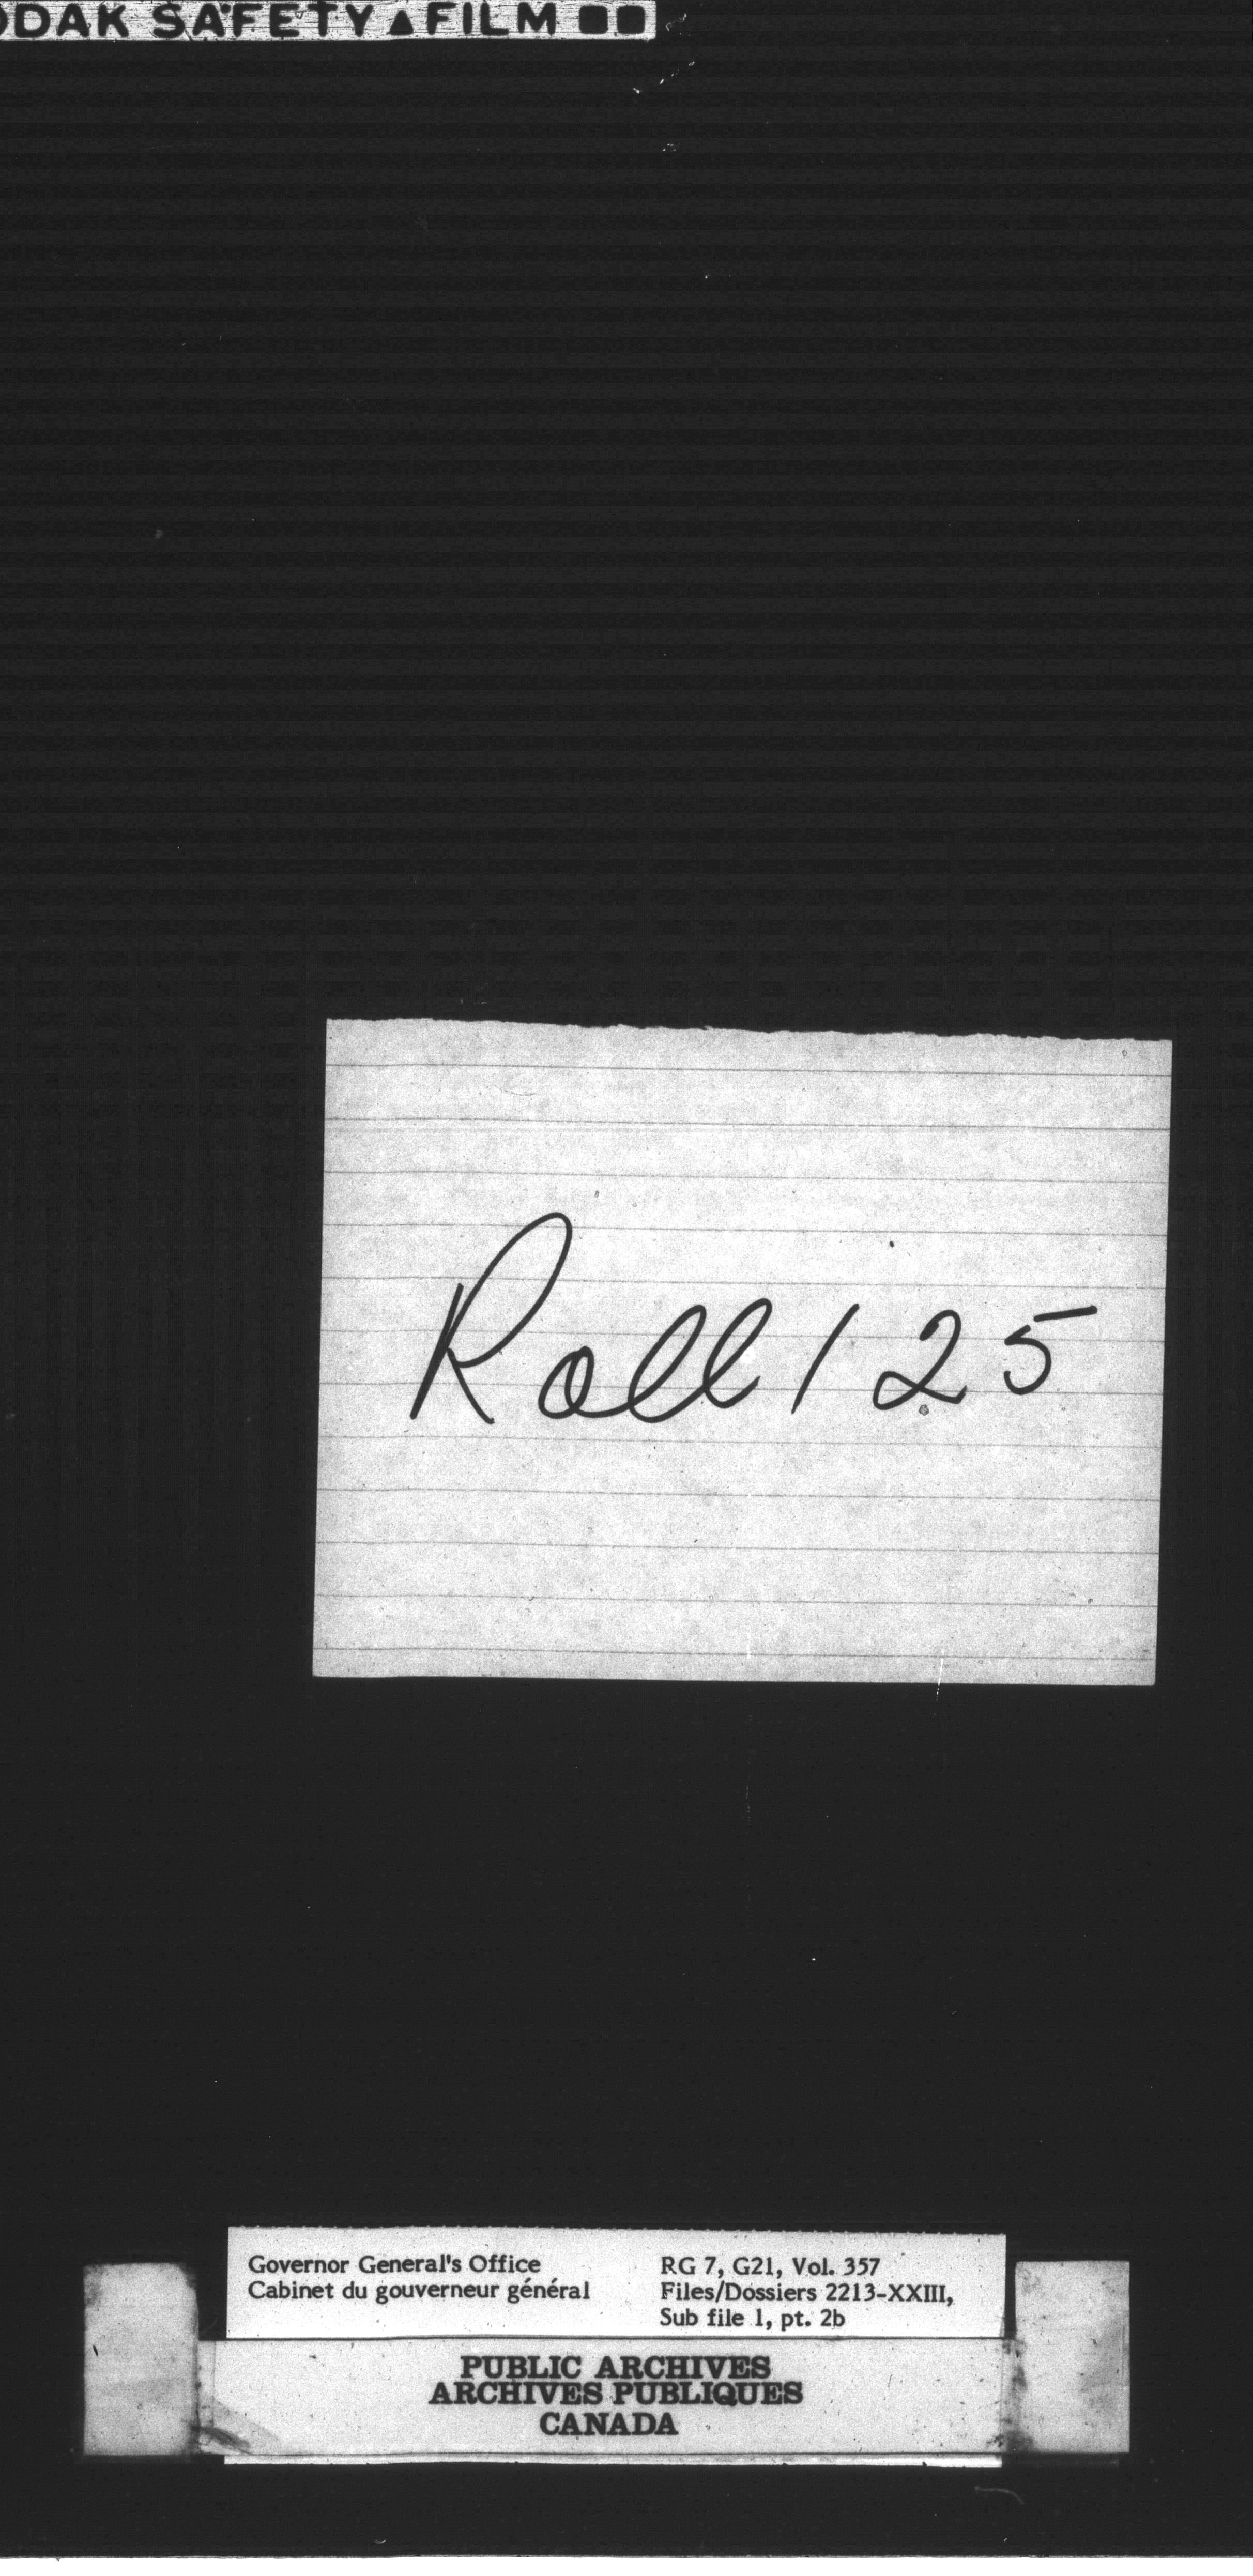 ODAK SAFETY ▲ FILM ■■
Roll 125
Governor General's Office
Cabinet du gouverneur général
RG 7, G21, Vol. 357
Files/Dossiers 2213-XXIII,
Sub file 1, pt. 2b
PUBLIC ARCHIVES
ARCHIVES PUBLIQUES
CANADA